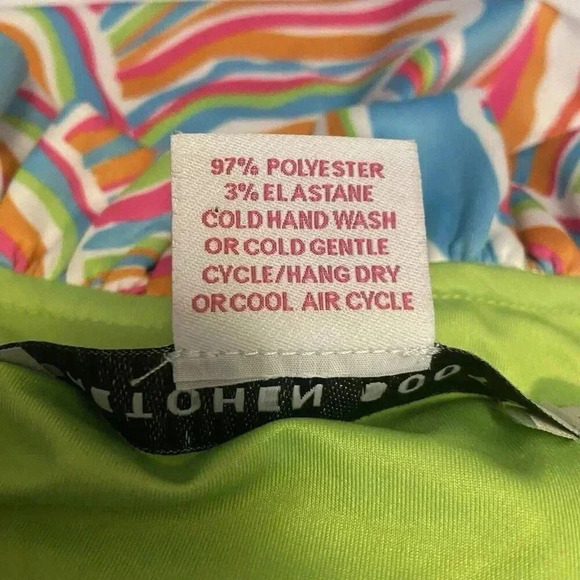 97% POLYESTER
3% ELASTANE
COLD HAND WASH
OR COLD GENTLE
CYCLE/HANG DRY
OR COOL AIR CYCLE